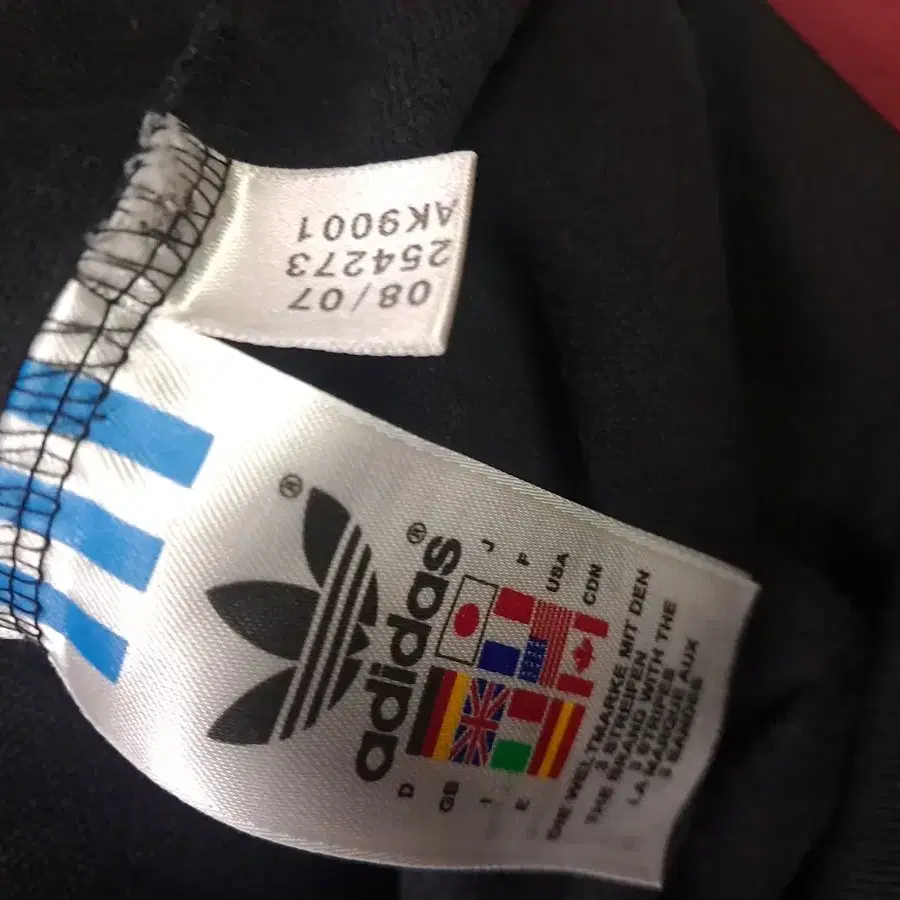 08/07
254273
AK9001
®
adidas®
J
F
USA
CDN
D
GB
I
E
DIE WELTMARKE MIT DEN
3 STREIFEN
THE BRAND WITH THE
3 STRIPES
LA MARQUE AUX
3 BANDES